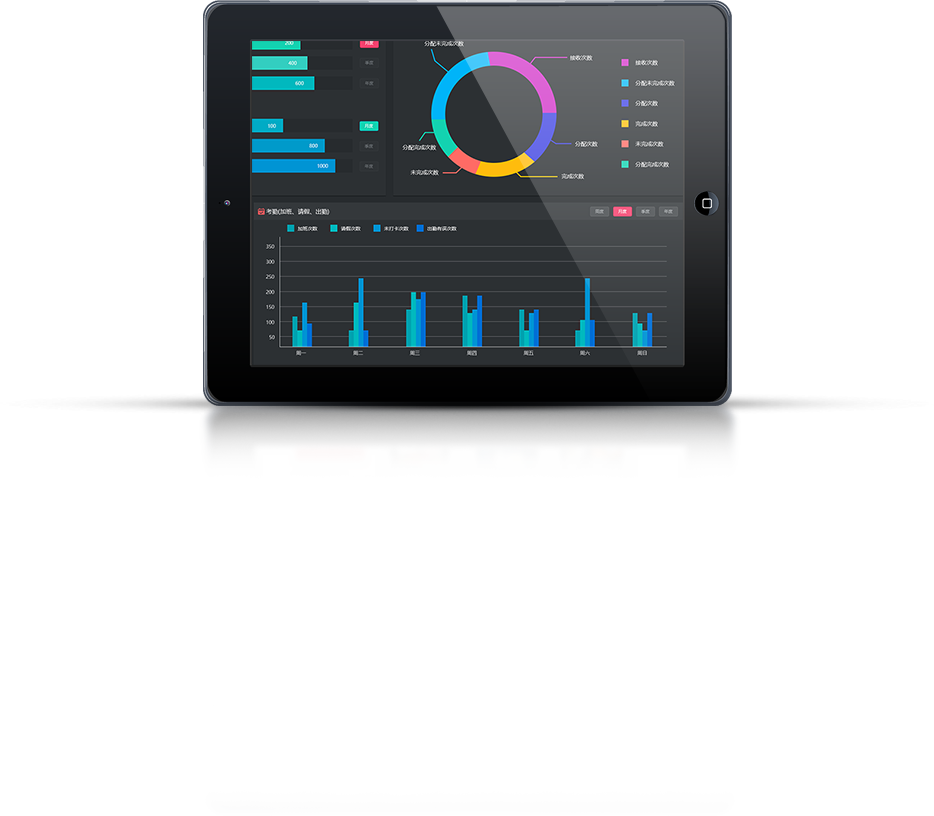 200
月度
400
季度
600
年度
100
月度
800
季度
1000
年度
分配未完成次数
接收次数
分配次数
完成次数
未完成次数
分配完成次数
接收次数
分配未完成次数
分配次数
完成次数
未完成次数
分配完成次数
考勤(加班、请假、出勤)
周度 月度 季度 年度
加班次数 请假次数 未打卡次数 出勤有误次数
350
300
250
200
150
100
50
周一 周二 周三 周四 周五 周六 周日